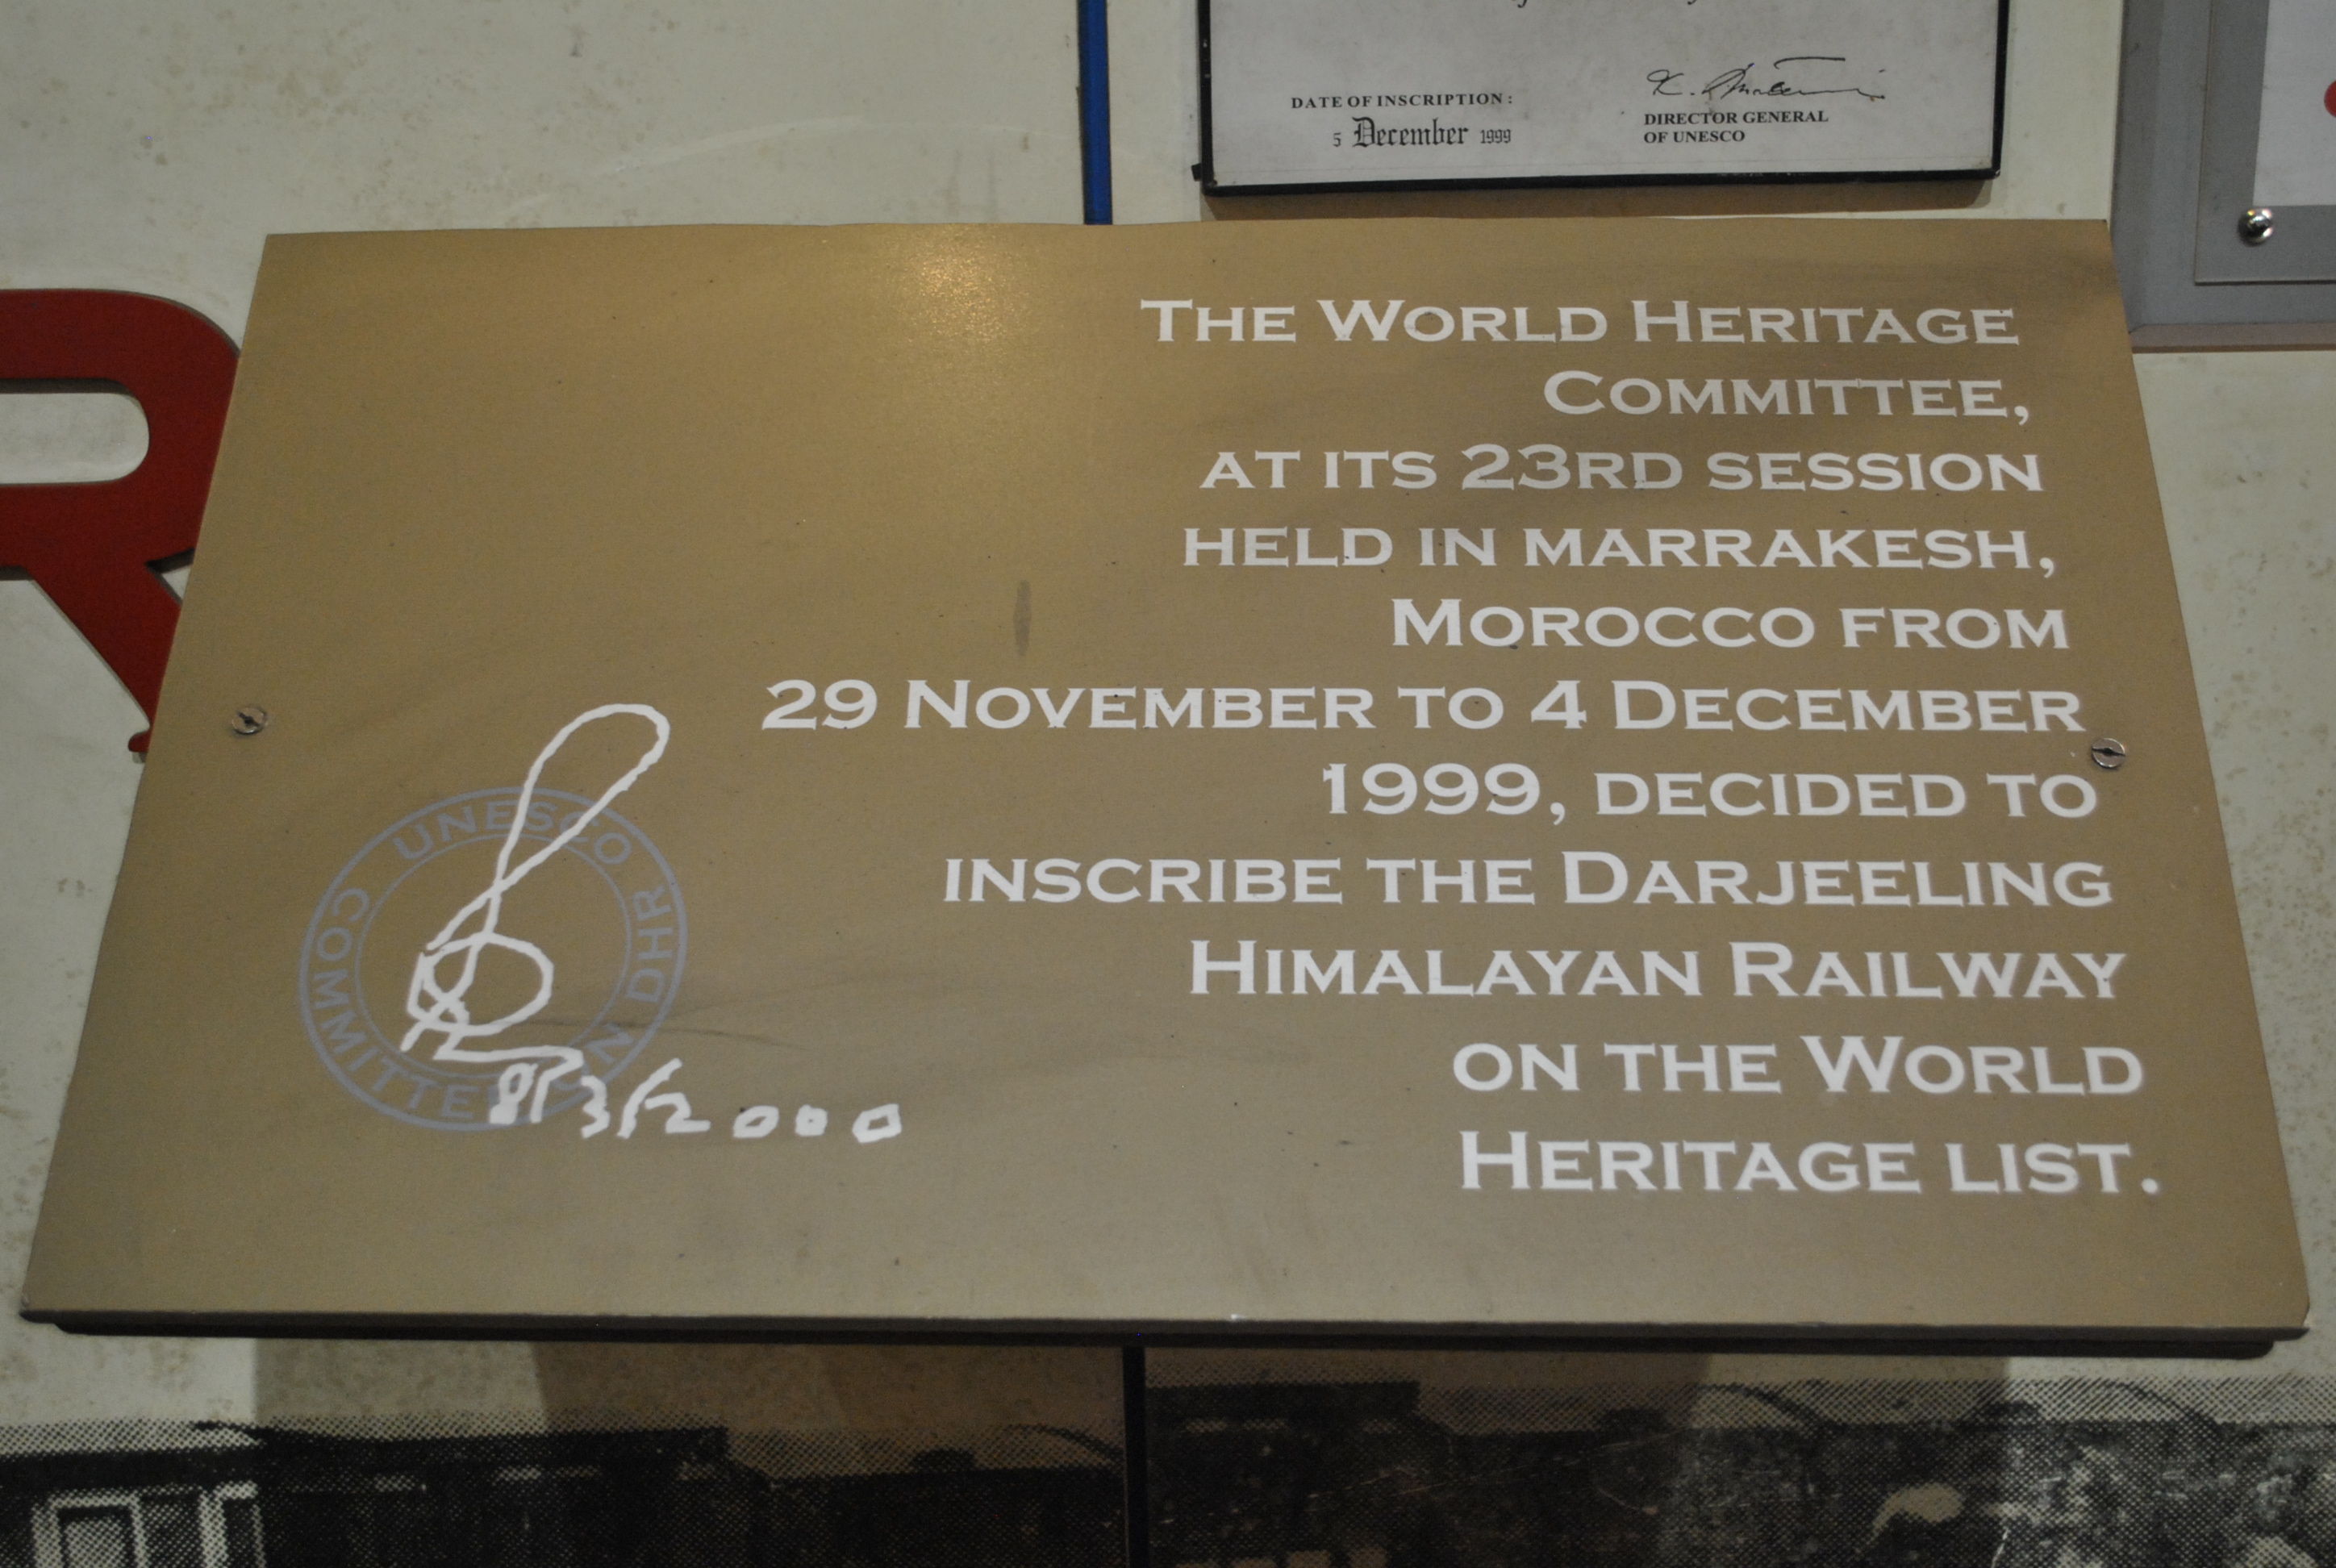 DATE OF INSCRIPTION :
5 December 1999
DIRECTOR GENERAL
OF UNESCO
R
THE WORLD HERITAGE
COMMITTEE,
AT ITS 23RD SESSION
HELD IN MARRAKESH,
MOROCCO FROM
29 NOVEMBER TO 4 DECEMBER
1999, DECIDED TO
INSCRIBE THE DARJEELING
HIMALAYAN RAILWAY
ON THE WORLD
HERITAGE LIST.
COMMITTEE ON UNESCO DHR
8/3/2000